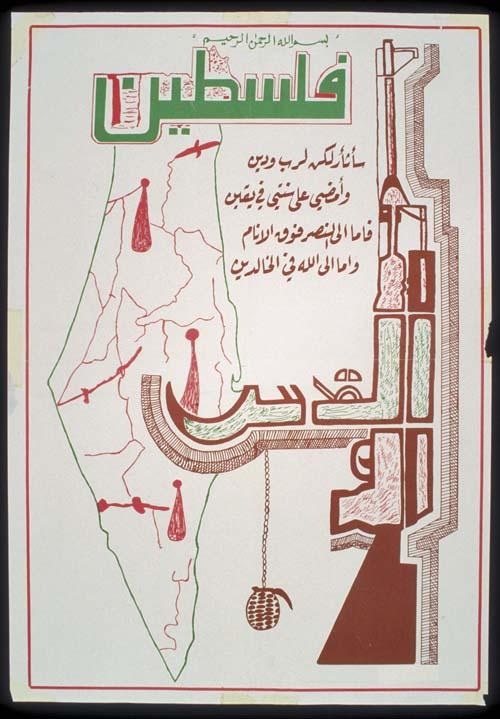 بسم الله الرحمن الرحيم
فلسطين
سأثأر لكن لرب ودين
وأمضي على سنتي في يقين
فاما الى النصر فوق الانام
واما الى الله في الخالدين
القدس